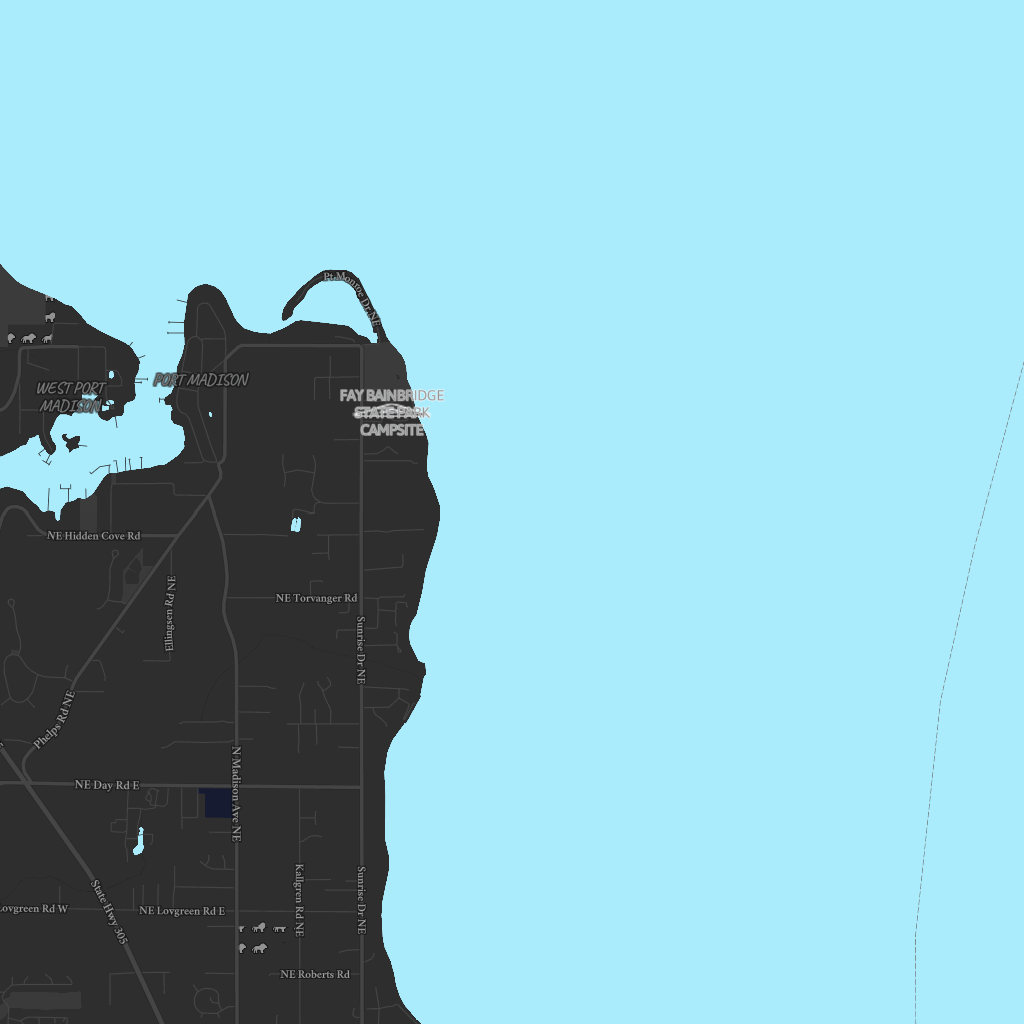 Pt Monroe Dr NE
PORT MADISON
WEST PORT
MADISON
FAY BAINBRIDGE
STATE PARK
CAMPSITE
NE Hidden Cove Rd
Ellingsen Rd NE
NE Torvanger Rd
Sunrise Dr NE
Phelps Rd NE
N Madison Ave NE
NE Day Rd E
Kallgren Rd NE
Sunrise Dr NE
State Hwy 305
Lovgreen Rd W
NE Lovgreen Rd E
NE Roberts Rd